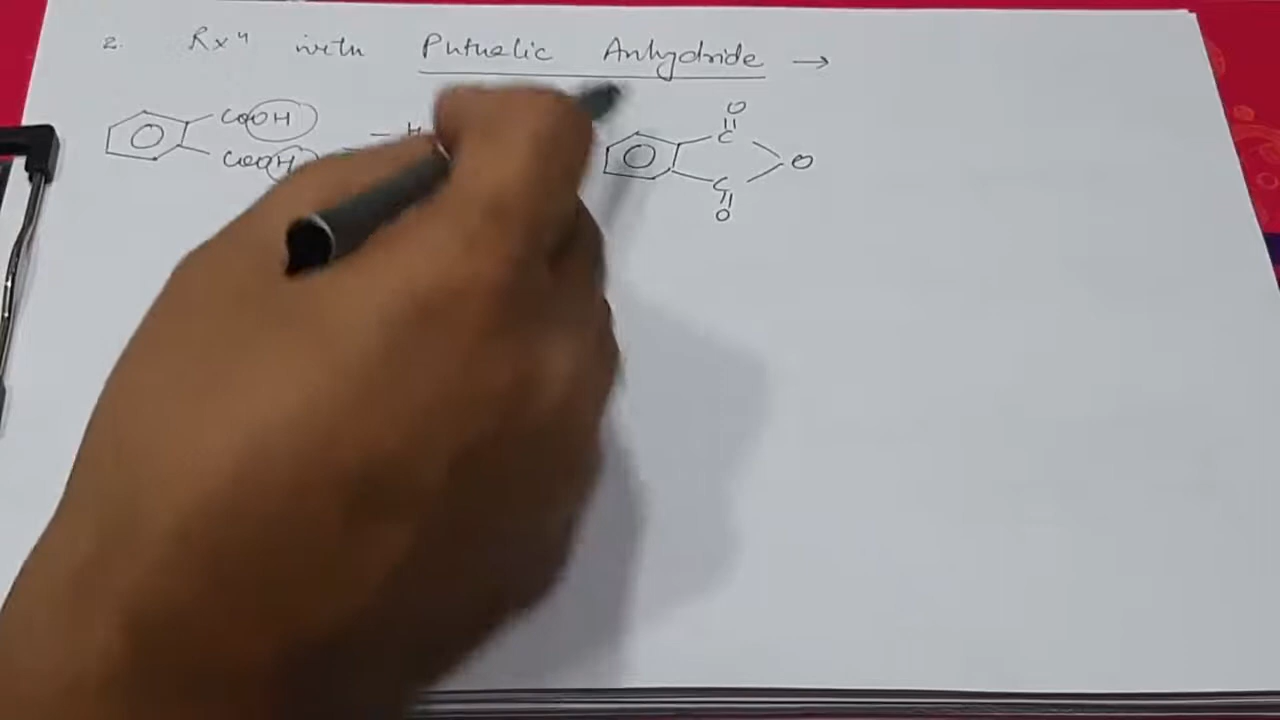 2. Rxⁿ with Phthalic Anhydride →
COOH O
— H C
COOH O
C
O